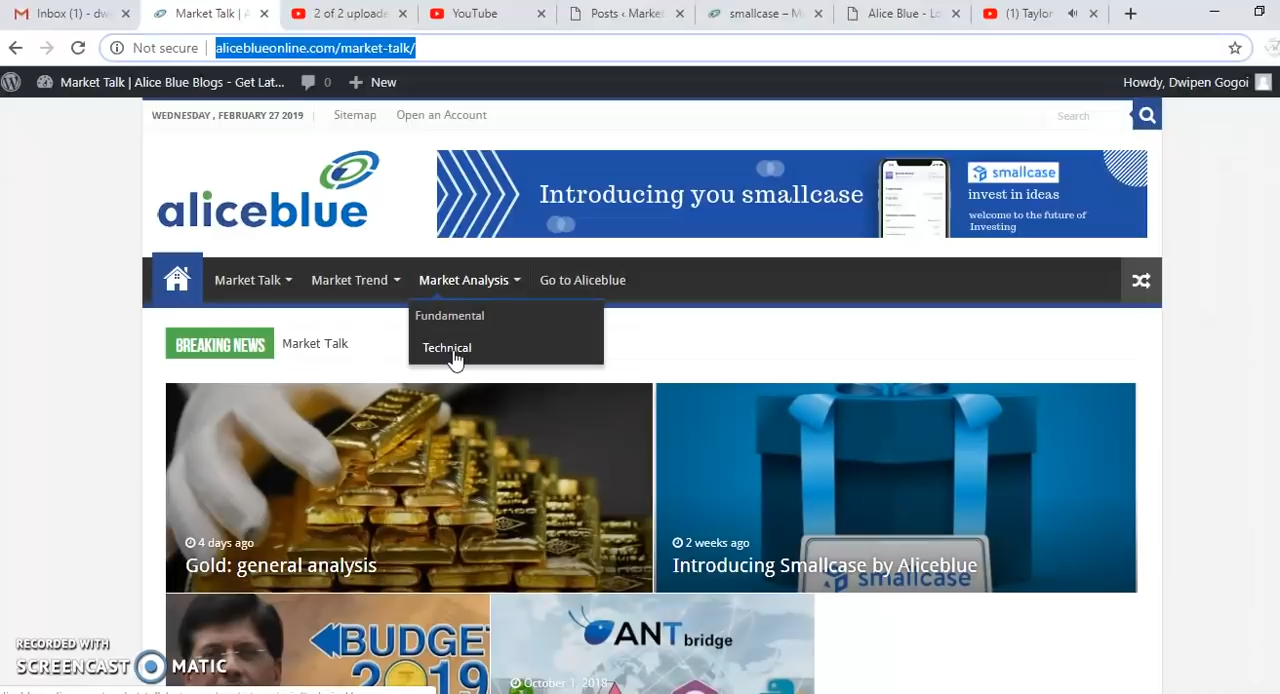 Inbox (1) - dw
Market Talk | A
2 of 2 uploade
YouTube
Posts ‹ Market
smallcase – M
Alice Blue - Lo
(1) Taylor
Not secure
aliceblueonline.com/market-talk/
Market Talk | Alice Blue Blogs - Get Lat...
0
New
Howdy, Dwipen Gogoi
WEDNESDAY , FEBRUARY 27 2019
Sitemap
Open an Account
Search
aliceblue
Introducing you smallcase
smallcase
invest in ideas
welcome to the future of
Investing
Market Talk
Market Trend
Market Analysis
Go to Aliceblue
Fundamental
Technical
BREAKING NEWS
Market Talk
4 days ago
Gold: general analysis
2 weeks ago
Introducing Smallcase by Aliceblue
smallcase
BUDGET
2019
ANT bridge
October 1, 2018
RECORDED WITH
SCREENCAST MATIC